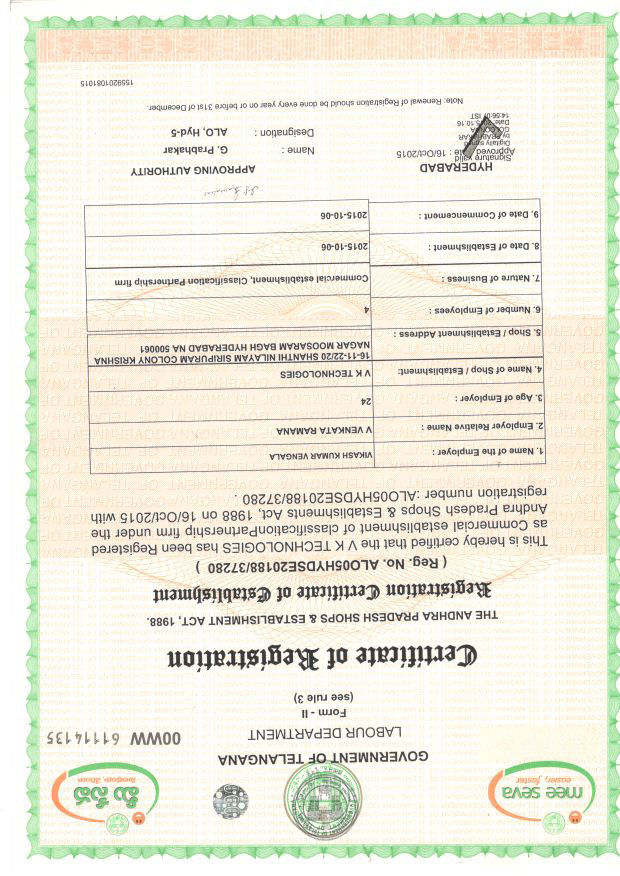 mee seva
easier, faster
మీ సేవ
GOVERNMENT OF TELANGANA
LABOUR DEPARTMENT
00WW 61114135
Form - II
(see rule 3)
Certificate of Registration
THE ANDHRA PRADESH SHOPS & ESTABLISHMENT ACT, 1988.
Registration Certificate of Establishment
( Reg. No. ALO05HYDSE20188/37280 )
This is hereby certified that the V K TECHNOLOGIES has been Registered
as Commercial establishment of classificationPartnership firm under the
Andhra Pradesh Shops & Establishments Act, 1988 on 16/Oct/2015 with
registration number :ALO05HYDSE20188/37280 .
1. Name of the Employer : VIKASH KUMAR VENGALA
2. Employer Relative Name : V VENKATA RAMANA
3. Age of Employer : 24
4. Name of Shop / Establishment: V K TECHNOLOGIES
5. Shop / Establishment Address : 16-11-22/20 SHANTHI NILAYAM SIRIPURAM COLONY KRISHNA
NAGAR MOOSARAM BAGH HYDERABAD NA 500061
6. Number of Employees : 4
7. Nature of Business : Commercial establishment, Classification Partnership firm
8. Date of Establishment : 2015-10-06
9. Date of Commencement : 2015-10-06
HYDERABAD
APPROVING AUTHORITY
Signature valid
Approved Date : 16/Oct/2015
Name : G. Prabhakar
Digitally signed
by PRABHAKAR
Date: 2015.10.16
14:56:01 IST
Designation : ALO, Hyd-5
Note: Renewal of Registration should be done every year on or before 31st of December
1559201081015